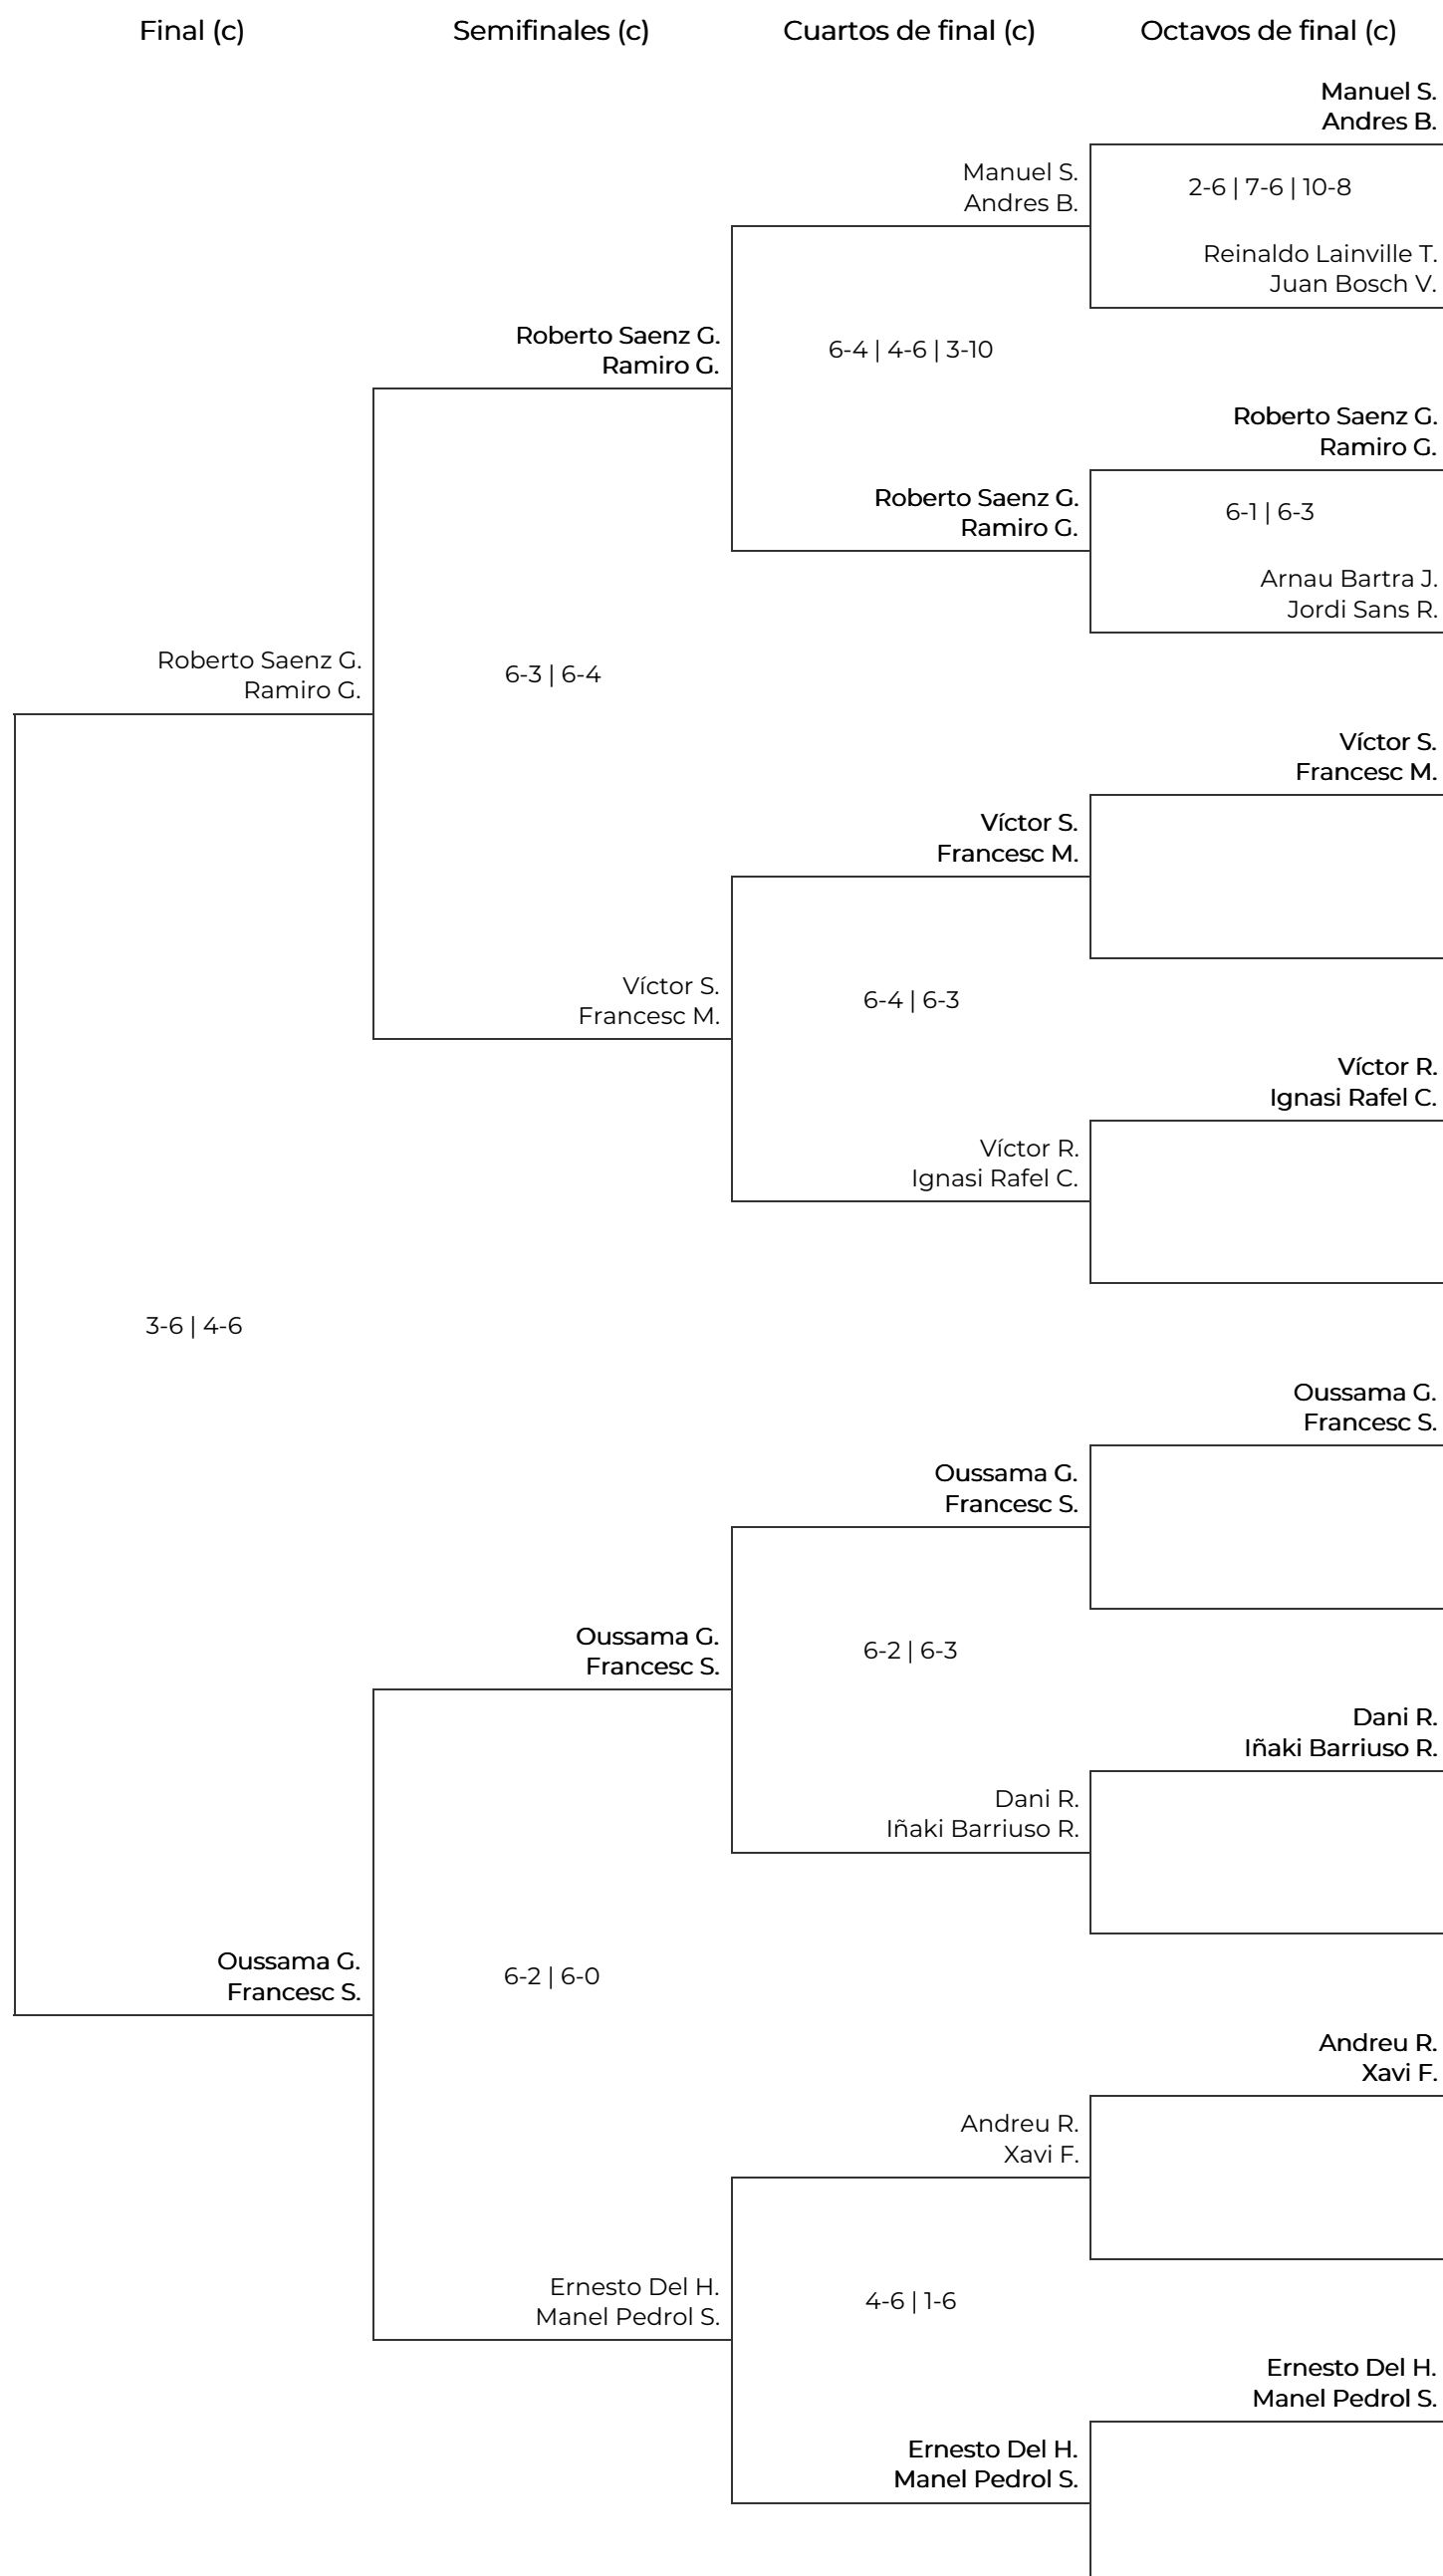 Final (c)
Semifinales (c)
Cuartos de final (c)
Octavos de final (c)
Manuel S.
Andres B.
Manuel S.
Andres B.
2-6 | 7-6 | 10-8
Reinaldo Lainville T.
Juan Bosch V.
Roberto Saenz G.
Ramiro G.
6-4 | 4-6 | 3-10
Roberto Saenz G.
Ramiro G.
Roberto Saenz G.
Ramiro G.
6-1 | 6-3
Arnau Bartra J.
Jordi Sans R.
Roberto Saenz G.
Ramiro G.
6-3 | 6-4
Víctor S.
Francesc M.
Víctor S.
Francesc M.
Víctor S.
Francesc M.
6-4 | 6-3
Víctor R.
Ignasi Rafel C.
Víctor R.
Ignasi Rafel C.
3-6 | 4-6
Oussama G.
Francesc S.
Oussama G.
Francesc S.
Oussama G.
Francesc S.
6-2 | 6-3
Dani R.
Iñaki Barriuso R.
Dani R.
Iñaki Barriuso R.
Oussama G.
Francesc S.
6-2 | 6-0
Andreu R.
Xavi F.
Andreu R.
Xavi F.
Ernesto Del H.
Manel Pedrol S.
4-6 | 1-6
Ernesto Del H.
Manel Pedrol S.
Ernesto Del H.
Manel Pedrol S.